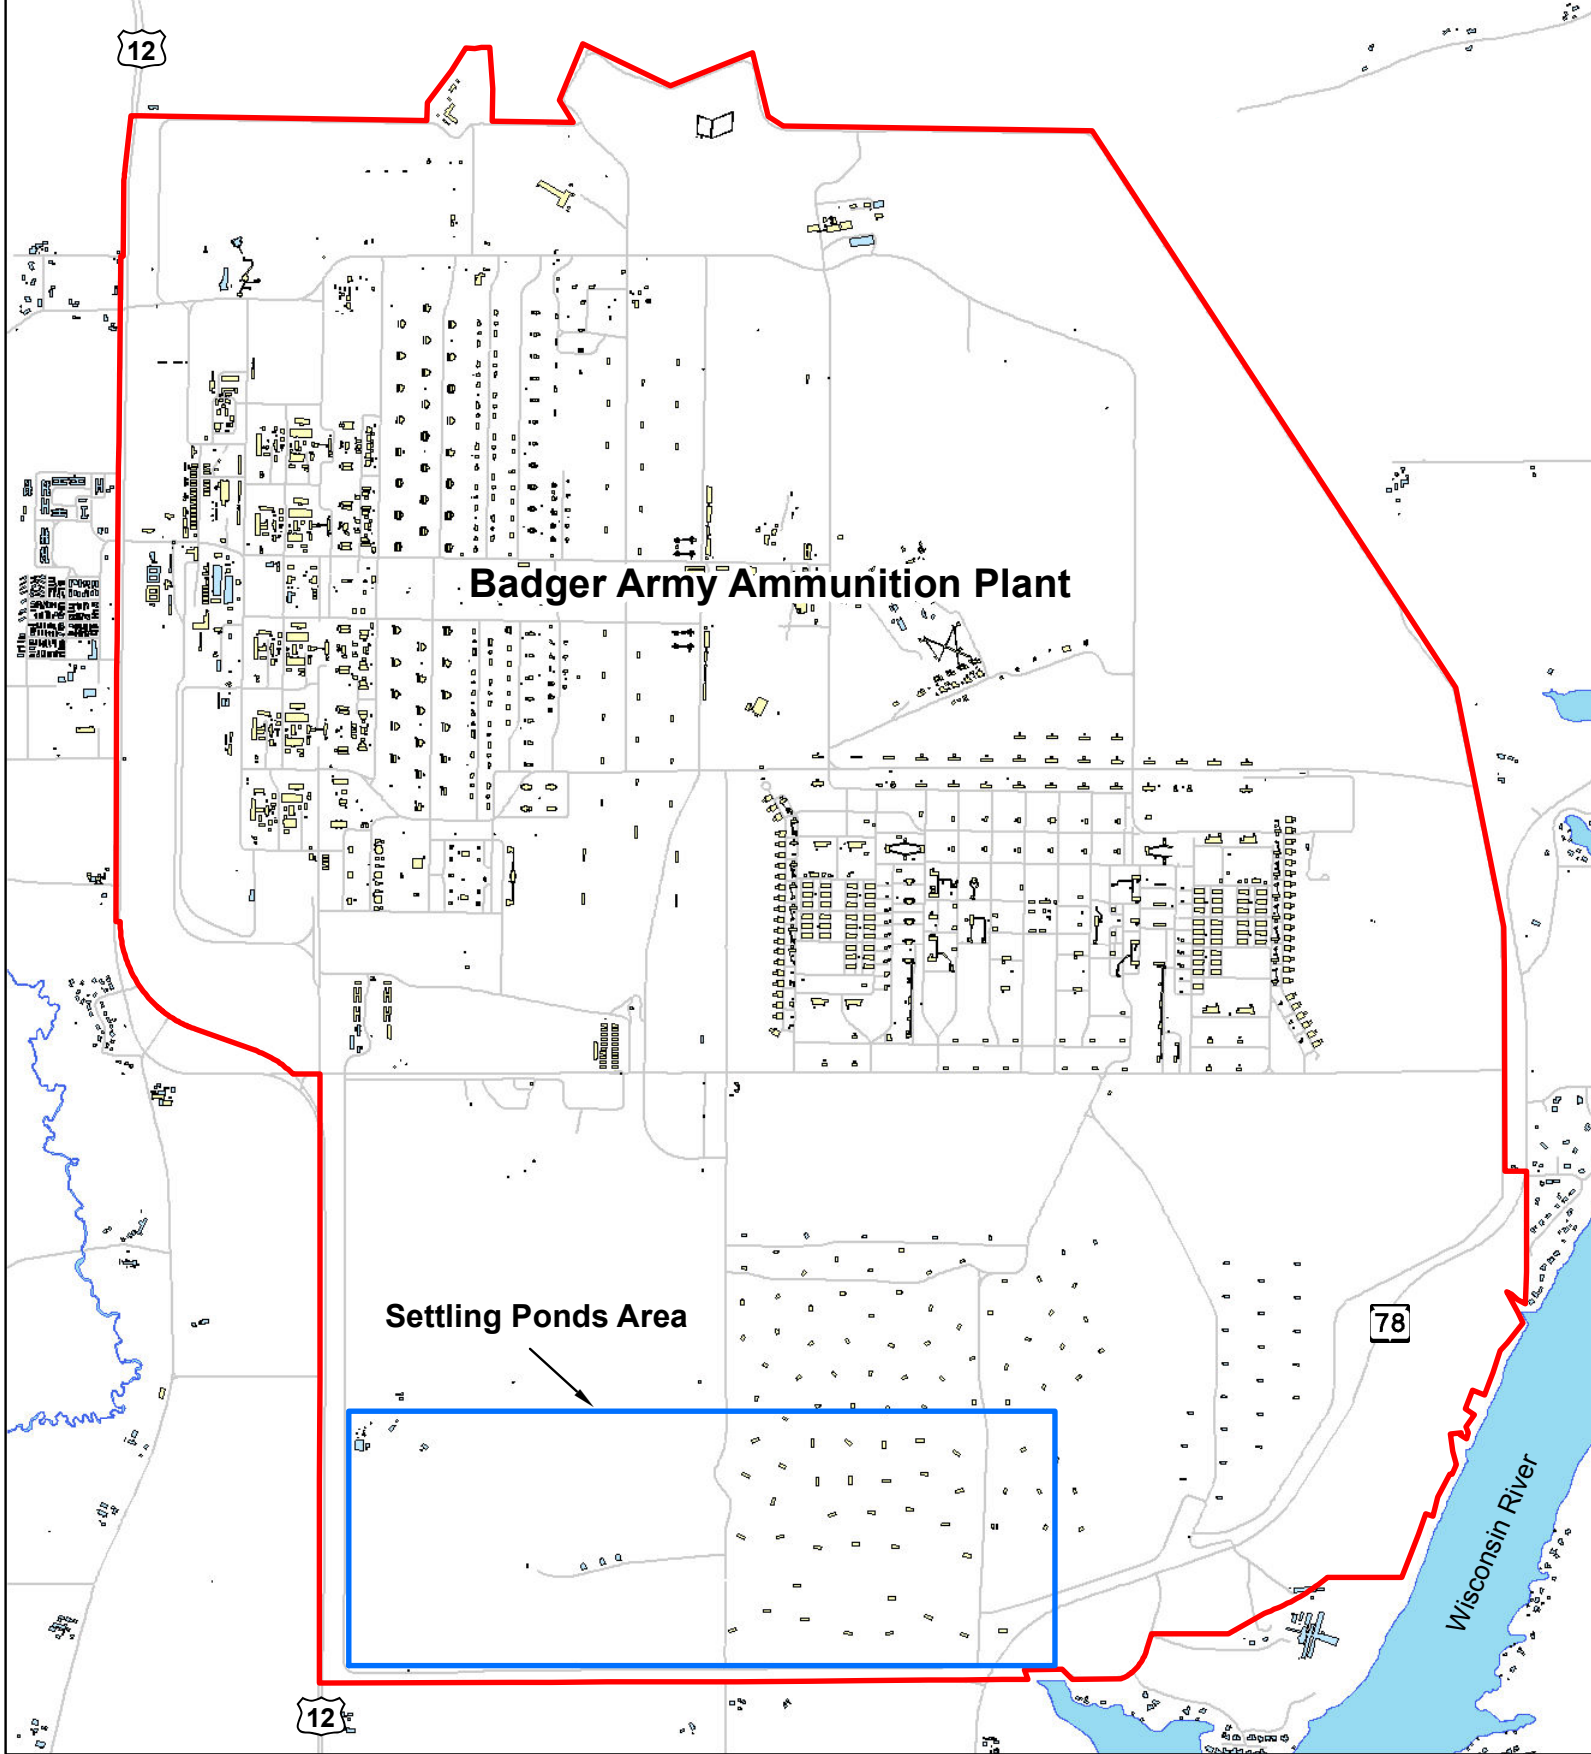 12
Badger Army Ammunition Plant
Settling Ponds Area
78
Wisconsin River
12